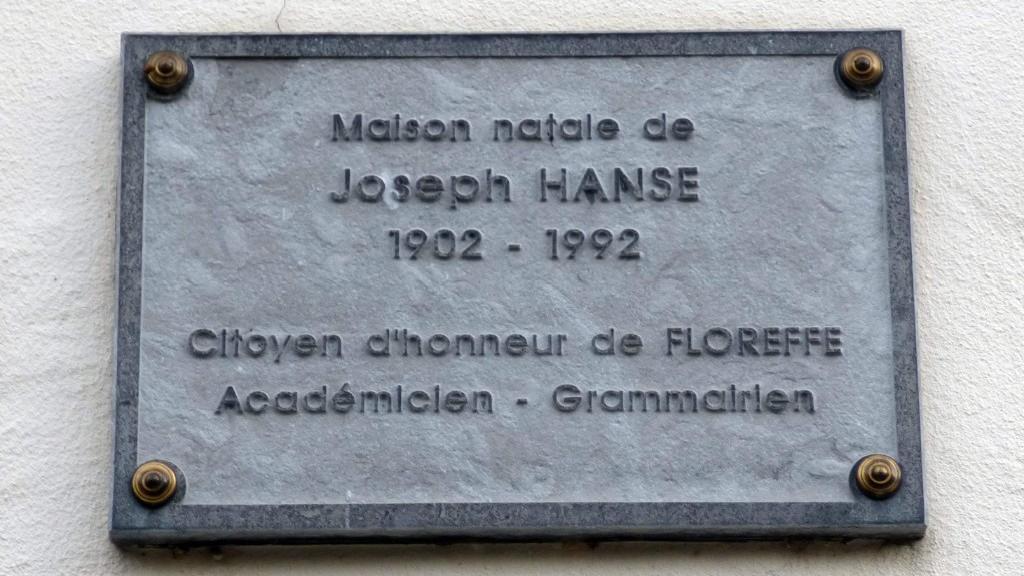 Maison natale de
Joseph HANSE
1902 - 1992
Citoyen d'honneur de FLOREFFE
Académicien - Grammairien